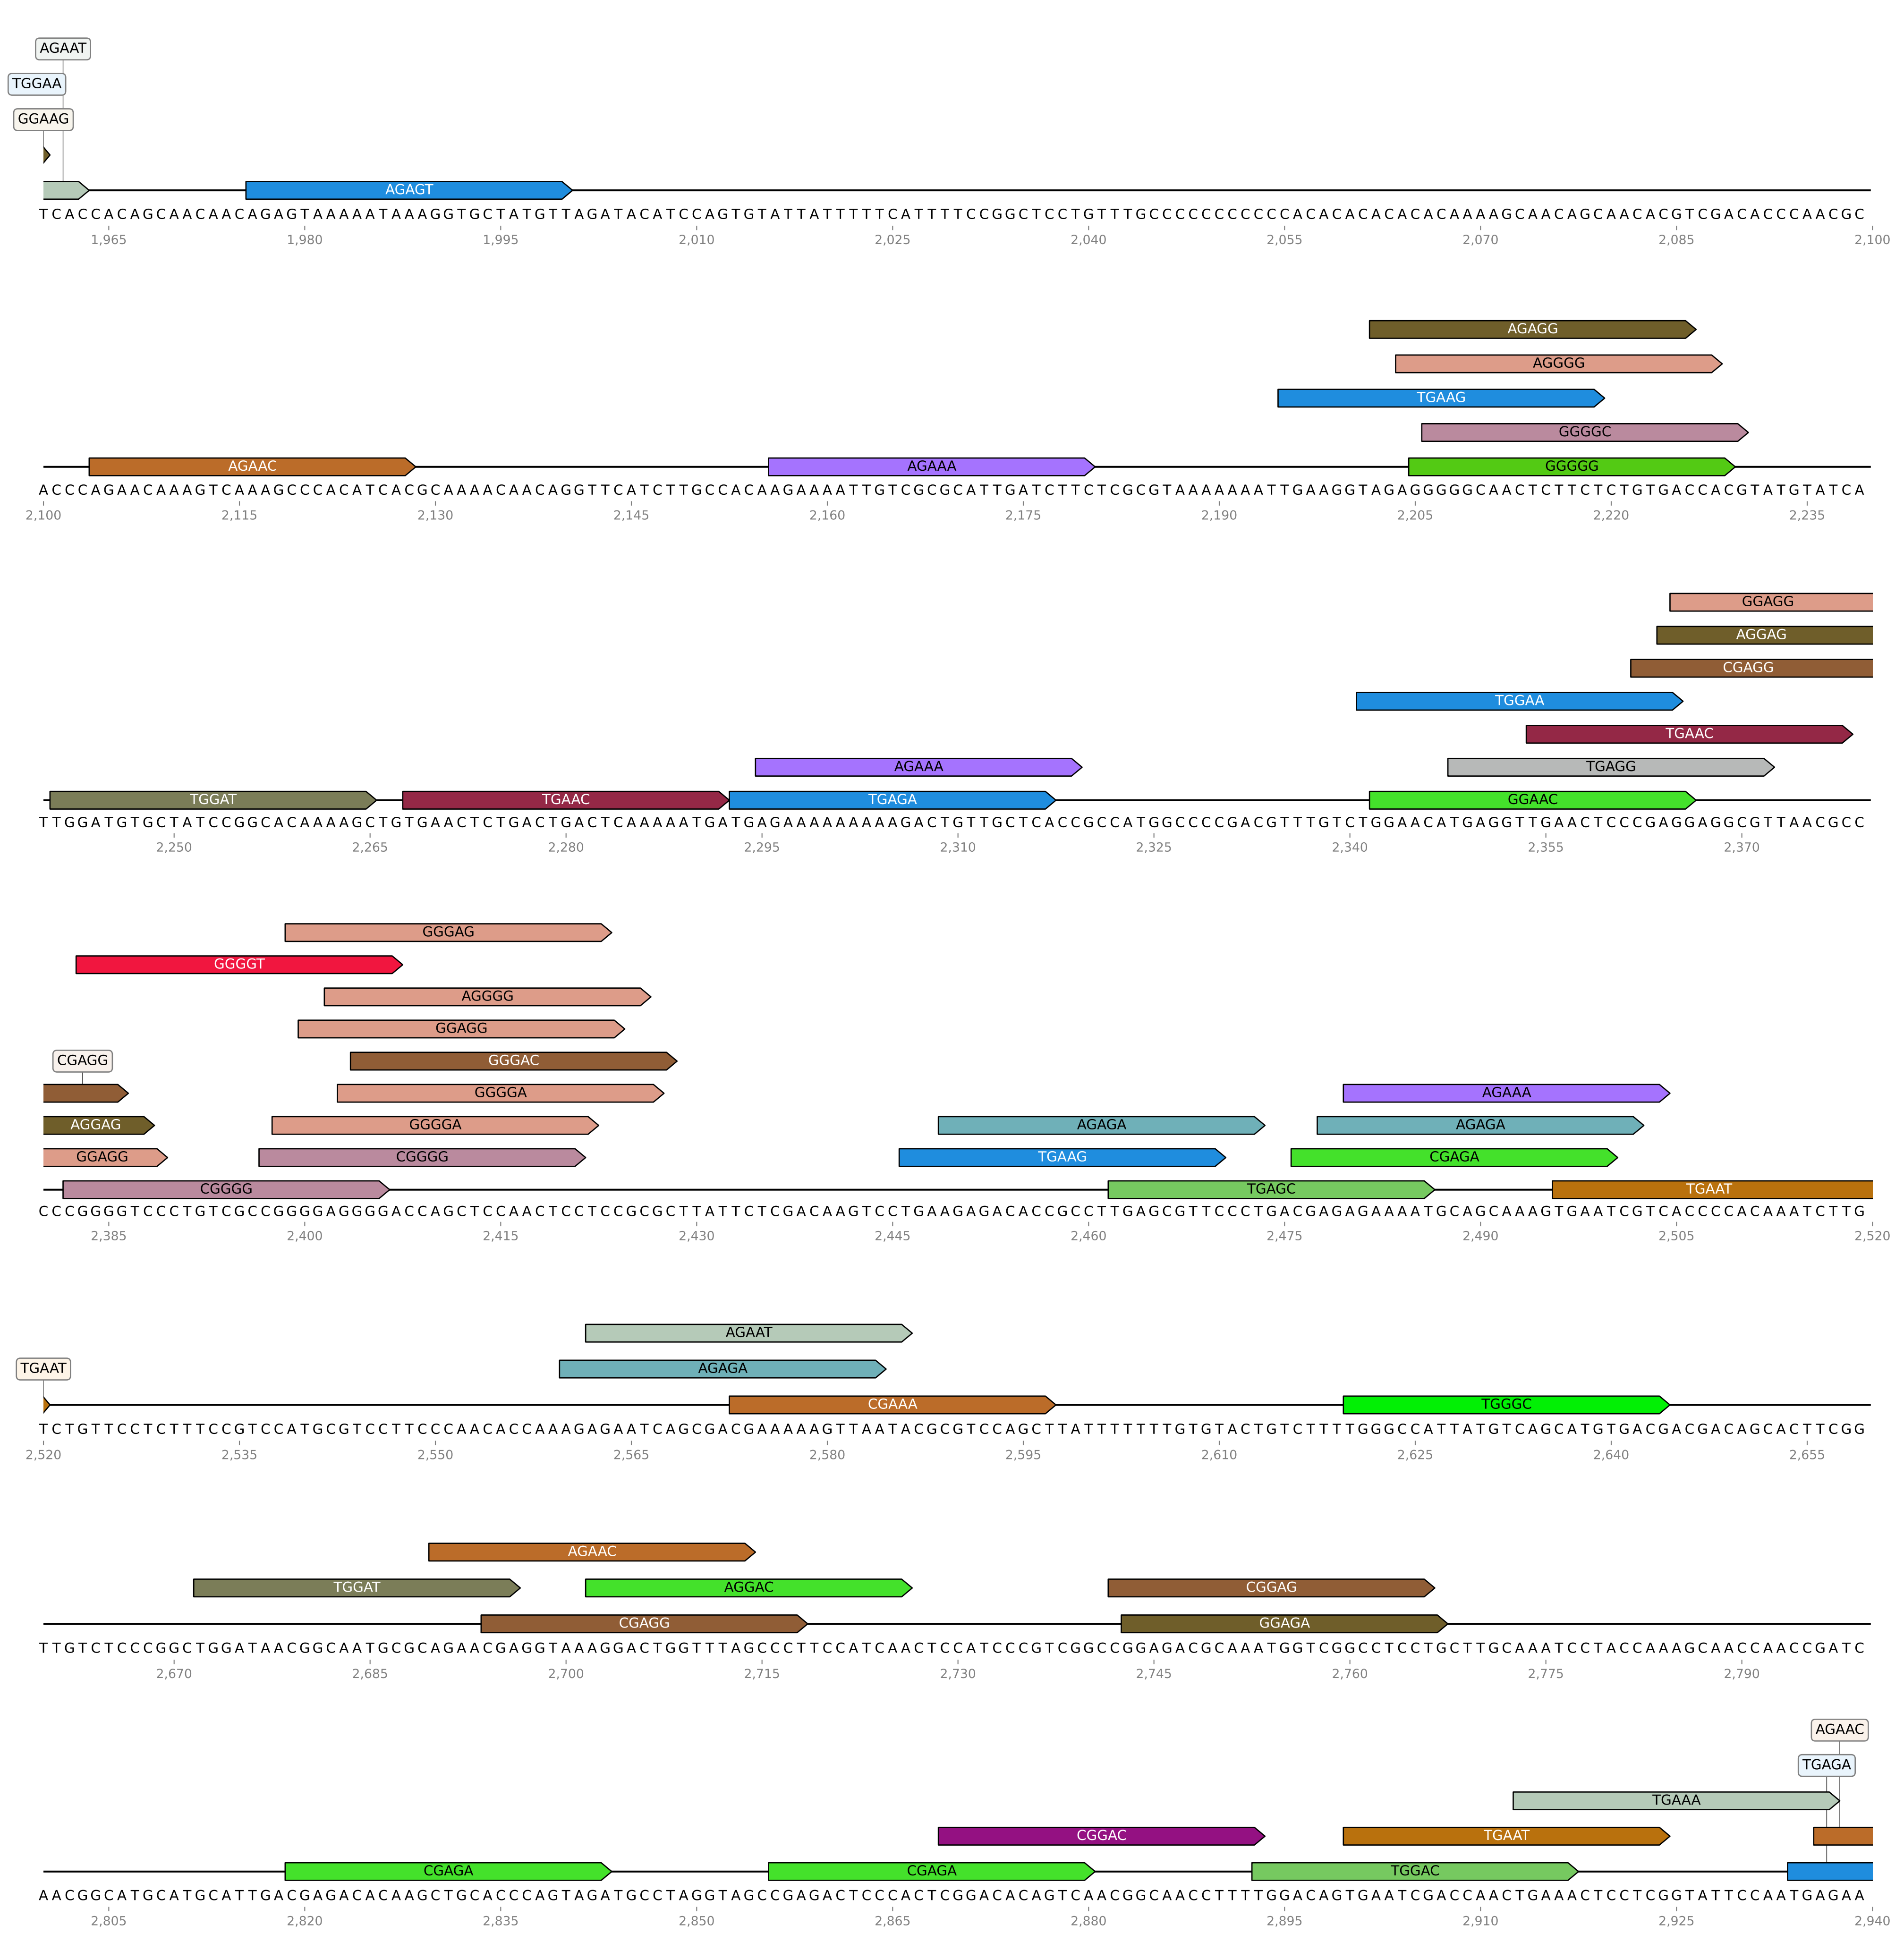 AGAAT
TGGAA
GGAAG
AGAGT
TCACCACAGCAACAACAGAGTAAAAATAAAGGTGCTATGTTAGATACATCCAGTGTATTATTTTTCATTTTCCGGCTCCTGTTTGCCCCCCCCCCCACACACACACACAAAAGCAACAGCAACACGTCGACACCCAACGC
1,965 1,980 1,995 2,010 2,025 2,040 2,055 2,070 2,085 2,100
AGAGG
AGGGG
TGAAG
GGGGC
AGAAC AGAAA GGGGG
ACCCAGAACAAAGTCAAAGCCCACATCACGCAAAACAACAGGTTCATCTTGCCACAAGAAAATTGTCGCGCATTGATCTTCTCGCGTAAAAAAATTGAAGGTAGAGGGGGCAACTCTTCTCTGTGACCACGTATGTATCA
2,100 2,115 2,130 2,145 2,160 2,175 2,190 2,205 2,220 2,235
GGAGG
AGGAG
CGAGG
TGGAA
TGAAC
AGAAA TGAGG
TGGAT TGAAC TGAGA GGAAC
TTGGATGTGCTATCCGGCACAAAAGCTGTGAACTCTGACTGACTCAAAAATGATGAGAAAAAAAAAGACTGTTGCTCACCGCCATGGCCCCGACGTTTGTCTGGAACATGAGGTTGAACTCCCGAGGAGGCGTTAACGCC
2,250 2,265 2,280 2,295 2,310 2,325 2,340 2,355 2,370
GGGAG
GGGGT
AGGGG
GGAGG
CGAGG GGGAC
GGGGA AGAAA
AGGAG GGGGA AGAGA AGAGA
GGAGG CGGGG TGAAG CGAGA
CGGGG TGAGC TGAAT
CCCGGGGTCCCTGTCGCCGGGGAGGGGACCAGCTCCAACTCCTCCGCGCTTATTCTCGACAAGTCCTGAAGAGACACCGCCTTGAGCGTTCCCTGACGAGAGAAAATGCAGCAAAGTGAATCGTCACCCCACAAATCTTG
2,385 2,400 2,415 2,430 2,445 2,460 2,475 2,490 2,505 2,520
AGAAT
TGAAT AGAGA
CGAAA TGGGC
TCTGTTCCTCTTTCCGTCCATGCGTCCTTCCCAACACCAAAGAGAATCAGCGACGAAAAAGTTAATACGCGTCCAGCTTATTTTTTTGTGTACTGTCTTTTGGGCCATTATGTCAGCATGTGACGACGACAGCACTTCGG
2,520 2,535 2,550 2,565 2,580 2,595 2,610 2,625 2,640 2,655
AGAAC
TGGAT AGGAC CGGAG
CGAGG GGAGA
TTGTCTCCCGGCTGGATAACGGCAATGCGCAGAACGAGGTAAAGGACTGGTTTAGCCCTTCCATCAACTCCATCCCGTCGGCCGGAGACGCAAATGGTCGGCCTCCTGCTTGCAAATCCTACCAAAGCAACCAACCGATC
2,670 2,685 2,700 2,715 2,730 2,745 2,760 2,775 2,790
AGAAC
TGAGA
TGAAA
CGGAC TGAAT
CGAGA CGAGA TGGAC
AACGGCATGCATGCATTGACGAGACACAAGCTGCACCCAGTAGATGCCTAGGTAGCCGAGACTCCCACTCGGACACAGTCAACGGCAACCTTTTGGACAGTGAATCGACCAACTGAAACTCCTCGGTATTCCAATGAGAA
2,805 2,820 2,835 2,850 2,865 2,880 2,895 2,910 2,925 2,940